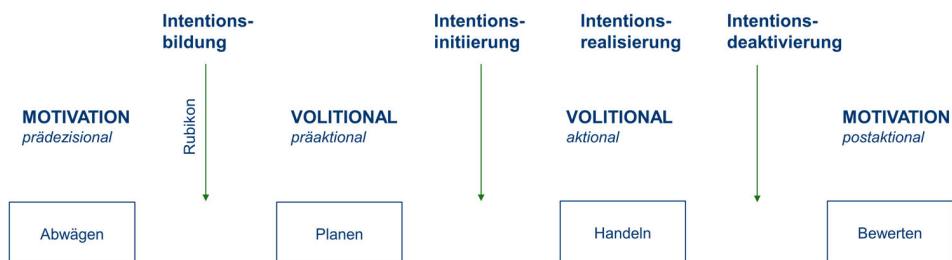 Intentions-
bildung
Intentions-
initiierung
Intentions-
realisierung
Intentions-
deaktivierung
Rubikon
MOTIVATION
prädezisional
VOLITIONAL
präaktional
VOLITIONAL
aktional
MOTIVATION
postaktional
Abwägen
Planen
Handeln
Bewerten